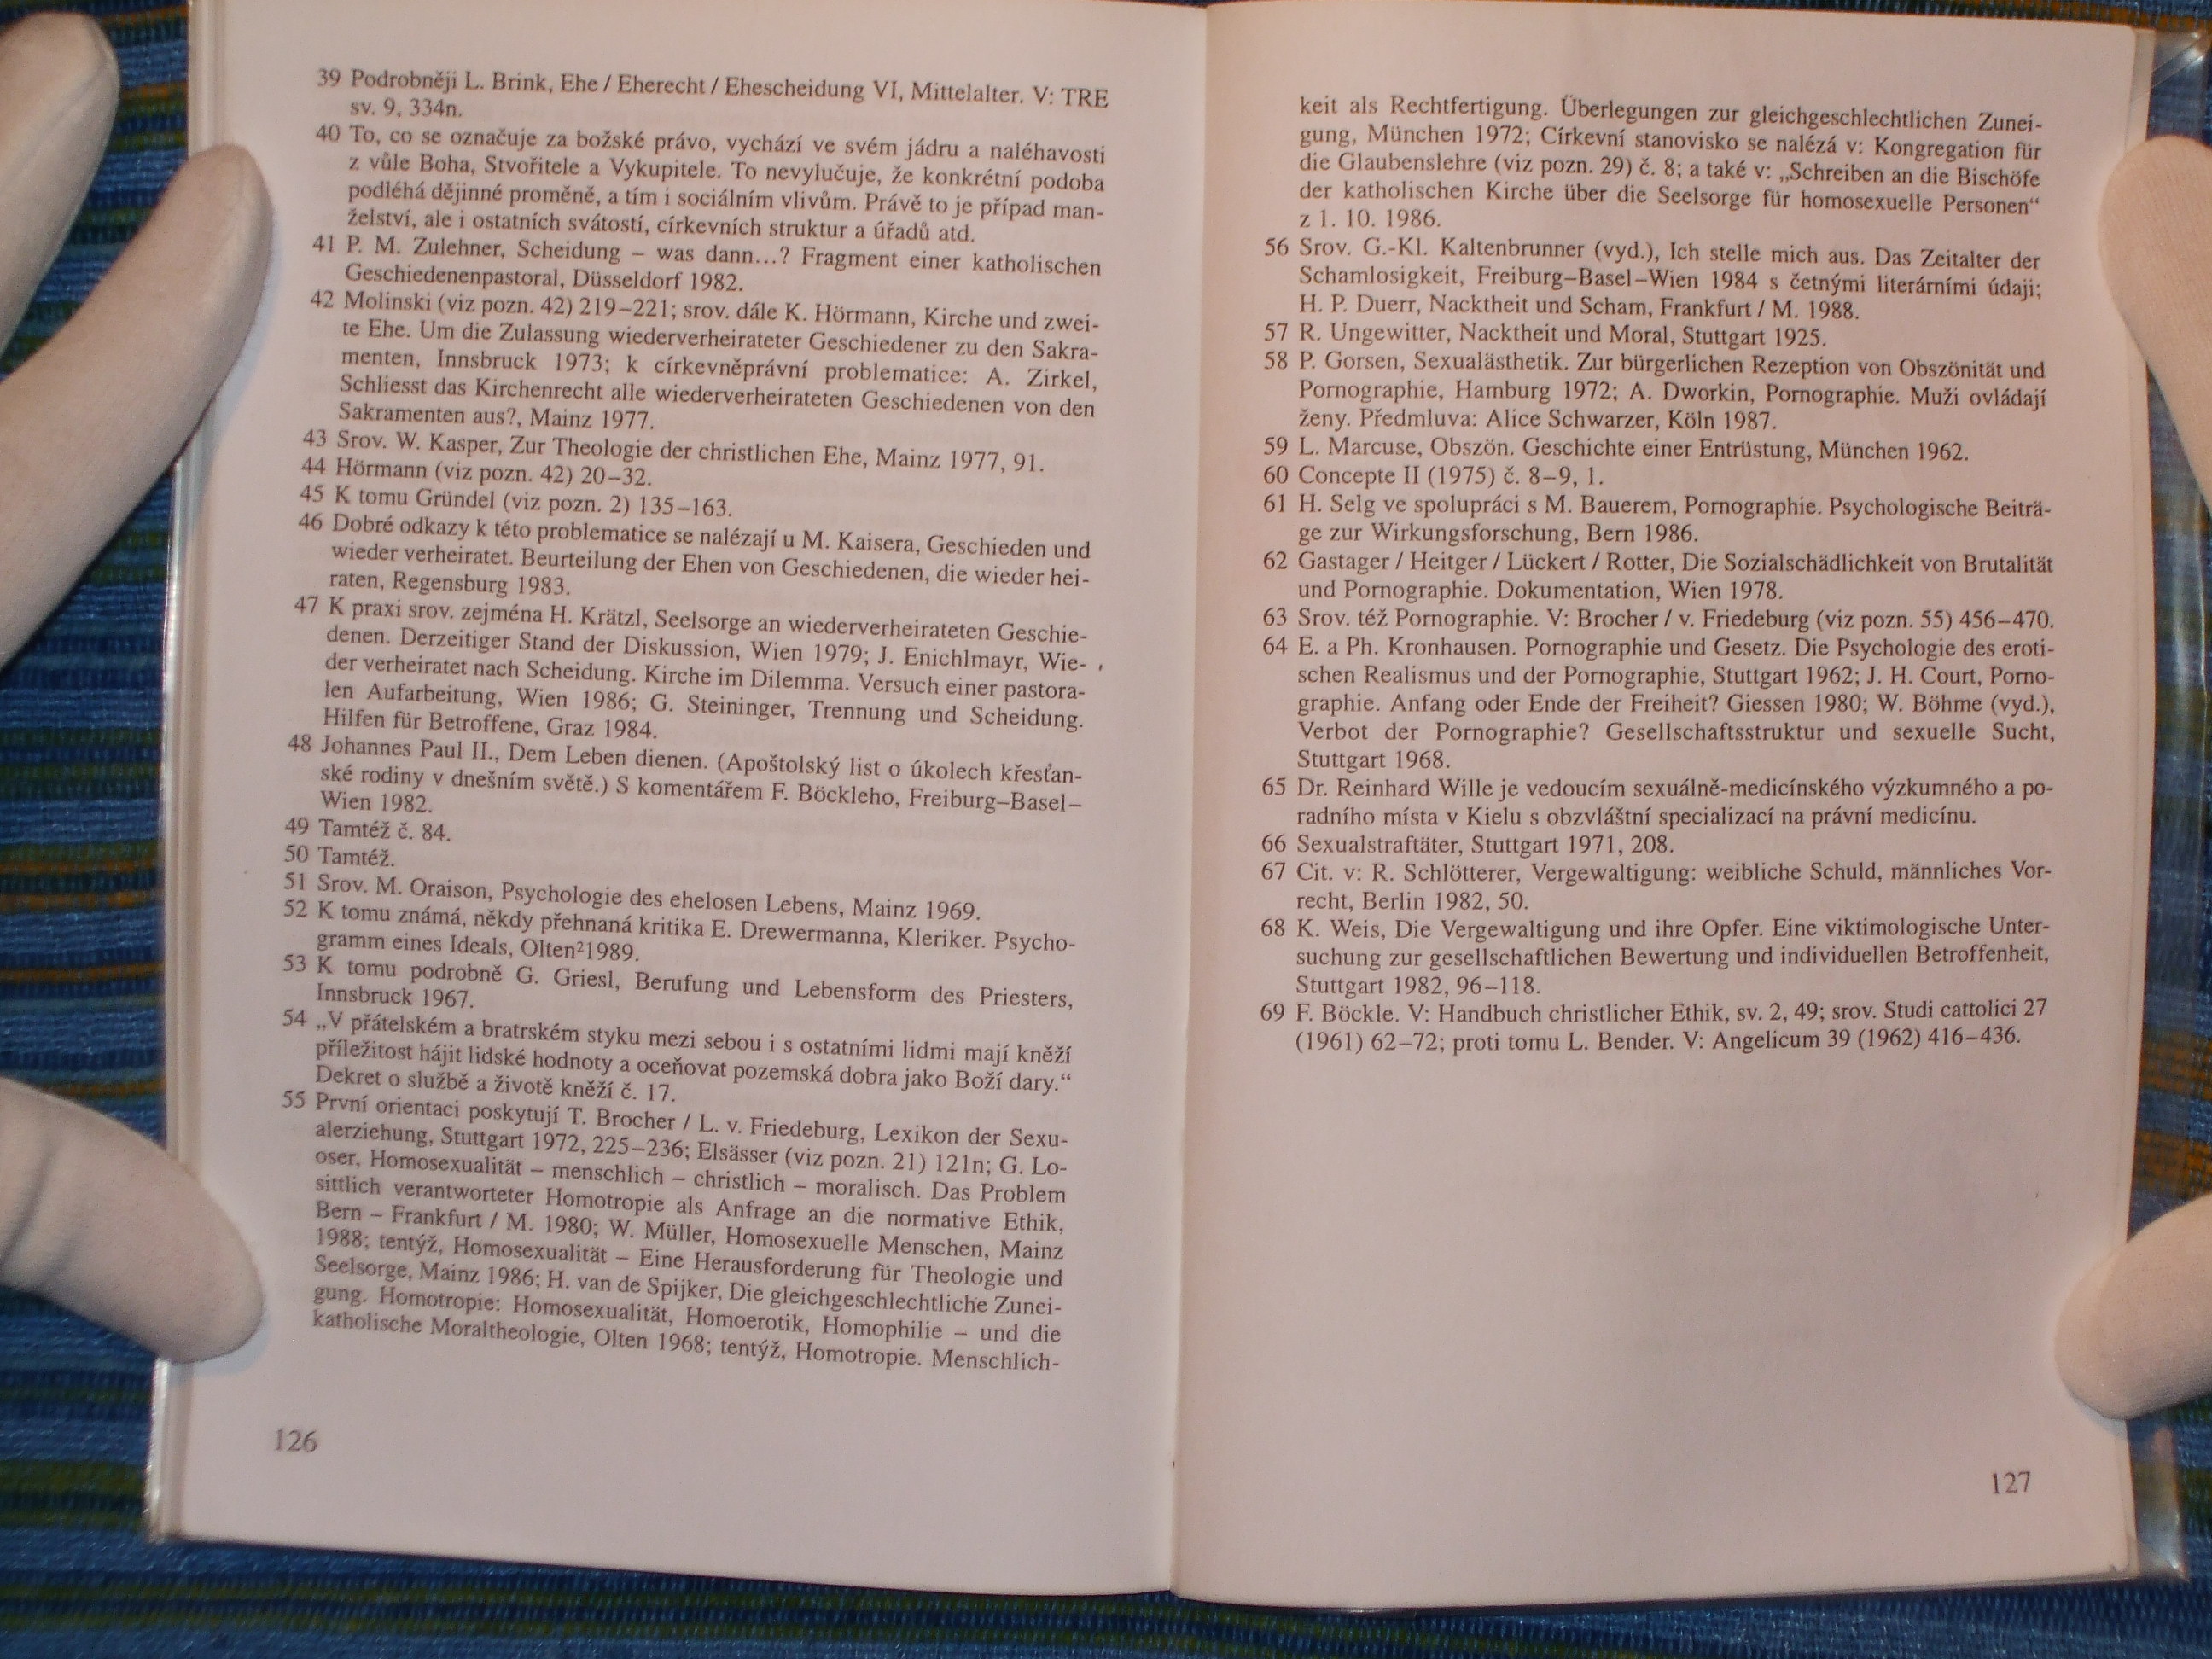 39 Podrobněji L. Brink, Ehe / Eherecht / Ehescheidung VI, Mittelalter. V: TRE
sv. 9, 334n.
40 To, co se označuje za božské právo, vychází ve svém jádru a naléhavosti
z vůle Boha, Stvořitele a Vykupitele. To nevylučuje, že konkrétní podoba
podléhá dějinné proměně, a tím i sociálním vlivům. Právě to je případ man-
želství, ale i ostatních svátostí, církevních struktur a úřadů atd.
41 P. M. Zulehner, Scheidung – was dann...? Fragment einer katholischen
Geschiedenenpastoral, Düsseldorf 1982.
42 Molinski (viz pozn. 42) 219–221; srov. dále K. Hörmann, Kirche und zwei-
te Ehe. Um die Zulassung wiederverheirateter Geschiedener zu den Sakra-
menten, Innsbruck 1973; k církevněprávní problematice: A. Zirkel,
Schliesst das Kirchenrecht alle wiederverheirateten Geschiedenen von den
Sakramenten aus?, Mainz 1977.
43 Srov. W. Kasper, Zur Theologie der christlichen Ehe, Mainz 1977, 91.
44 Hörmann (viz pozn. 42) 20–32.
45 K tomu Gründel (viz pozn. 2) 135–163.
46 Dobré odkazy k této problematice se nalézají u M. Kaisera, Geschieden und
wieder verheiratet. Beurteilung der Ehen von Geschiedenen, die wieder hei-
raten, Regensburg 1983.
47 K praxi srov. zejména H. Krätzl, Seelsorge an wiederverheirateten Geschie-
denen. Derzeitiger Stand der Diskussion, Wien 1979; J. Enichlmayr, Wie-
der verheiratet nach Scheidung. Kirche im Dilemma. Versuch einer pastora-
len Aufarbeitung, Wien 1986; G. Steininger, Trennung und Scheidung.
Hilfen für Betroffene, Graz 1984.
48 Johannes Paul II., Dem Leben dienen. (Apoštolský list o úkolech křesťan-
ské rodiny v dnešním světě.) S komentářem F. Böckleho, Freiburg–Basel–
Wien 1982.
49 Tamtéž č. 84.
50 Tamtéž.
51 Srov. M. Oraison, Psychologie des ehelosen Lebens, Mainz 1969.
52 K tomu známá, někdy přehnaná kritika E. Drewermanna, Kleriker. Psycho-
gramm eines Ideals, Olten²1989.
53 K tomu podrobně G. Griesl, Berufung und Lebensform des Priesters,
Innsbruck 1967.
54 „V přátelském a bratrském styku mezi sebou i s ostatními lidmi mají kněží
příležitost hájit lidské hodnoty a oceňovat pozemská dobra jako Boží dary.“
Dekret o službě a životě kněží č. 17.
55 První orientaci poskytují T. Brocher / L. v. Friedeburg, Lexikon der Sexu-
alerziehung, Stuttgart 1972, 225–236; Elsässer (viz pozn. 21) 121n; G. Lo-
oser, Homosexualität – menschlich – christlich – moralisch. Das Problem
sittlich verantworteter Homotropie als Anfrage an die normative Ethik,
Bern – Frankfurt / M. 1980; W. Müller, Homosexuelle Menschen, Mainz
1988; tentýž, Homosexualität – Eine Herausforderung für Theologie und
Seelsorge, Mainz 1986; H. van de Spijker, Die gleichgeschlechtliche Zunei-
gung. Homotropie: Homosexualität, Homoerotik, Homophilie – und die
katholische Moraltheologie, Olten 1968; tentýž, Homotropie. Menschlich-
126
keit als Rechtfertigung. Überlegungen zur gleichgeschlechtlichen Zunei-
gung, München 1972; Církevní stanovisko se nalézá v: Kongregation für
die Glaubenslehre (viz pozn. 29) č. 8; a také v: „Schreiben an die Bischöfe
der katholischen Kirche über die Seelsorge für homosexuelle Personen“
z 1. 10. 1986.
56 Srov. G.-Kl. Kaltenbrunner (vyd.), Ich stelle mich aus. Das Zeitalter der
Schamlosigkeit, Freiburg–Basel–Wien 1984 s četnými literárními údaji;
H. P. Duerr, Nacktheit und Scham, Frankfurt / M. 1988.
57 R. Ungewitter, Nacktheit und Moral, Stuttgart 1925.
58 P. Gorsen, Sexualästhetik. Zur bürgerlichen Rezeption von Obszönität und
Pornographie, Hamburg 1972; A. Dworkin, Pornographie. Muži ovládají
ženy. Předmluva: Alice Schwarzer, Köln 1987.
59 L. Marcuse, Obszön. Geschichte einer Entrüstung, München 1962.
60 Concepte II (1975) č. 8–9, 1.
61 H. Selg ve spolupráci s M. Bauerem, Pornographie. Psychologische Beiträ-
ge zur Wirkungsforschung, Bern 1986.
62 Gastager / Heitger / Lückert / Rotter, Die Sozialschädlichkeit von Brutalität
und Pornographie. Dokumentation, Wien 1978.
63 Srov. též Pornographie. V: Brocher / v. Friedeburg (viz pozn. 55) 456–470.
64 E. a Ph. Kronhausen. Pornographie und Gesetz. Die Psychologie des eroti-
schen Realismus und der Pornographie, Stuttgart 1962; J. H. Court, Porno-
graphie. Anfang oder Ende der Freiheit? Giessen 1980; W. Böhme (vyd.),
Verbot der Pornographie? Gesellschaftsstruktur und sexuelle Sucht,
Stuttgart 1968.
65 Dr. Reinhard Wille je vedoucím sexuálně-medicínského výzkumného a po-
radního místa v Kielu s obzvláštní specializací na právní medicínu.
66 Sexualstraftäter, Stuttgart 1971, 208.
67 Cit. v: R. Schlötterer, Vergewaltigung: weibliche Schuld, männliches Vor-
recht, Berlin 1982, 50.
68 K. Weis, Die Vergewaltigung und ihre Opfer. Eine viktimologische Unter-
suchung zur gesellschaftlichen Bewertung und individuellen Betroffenheit,
Stuttgart 1982, 96–118.
69 F. Böckle. V: Handbuch christlicher Ethik, sv. 2, 49; srov. Studi cattolici 27
(1961) 62–72; proti tomu L. Bender. V: Angelicum 39 (1962) 416–436.
127